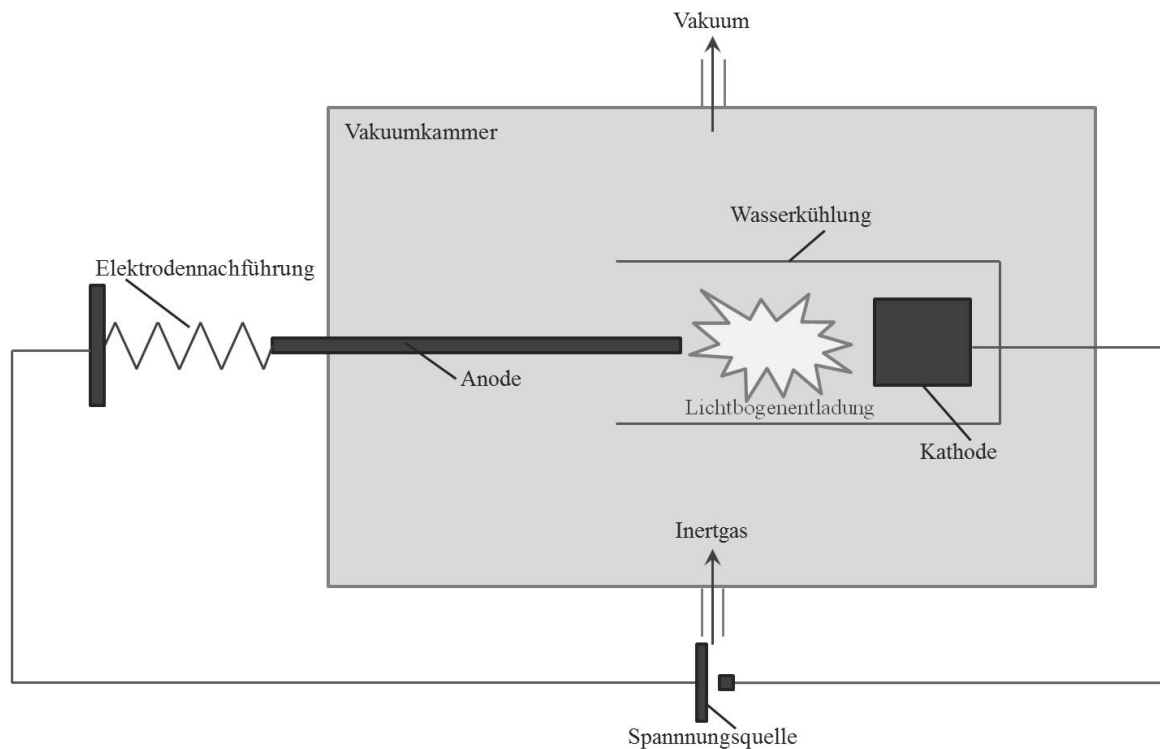 Vakuum
Vakuumkammer
Wasserkühlung
Elektrodennachführung
Anode
Lichtbogenentladung
Kathode
Inertgas
Spannnungsquelle